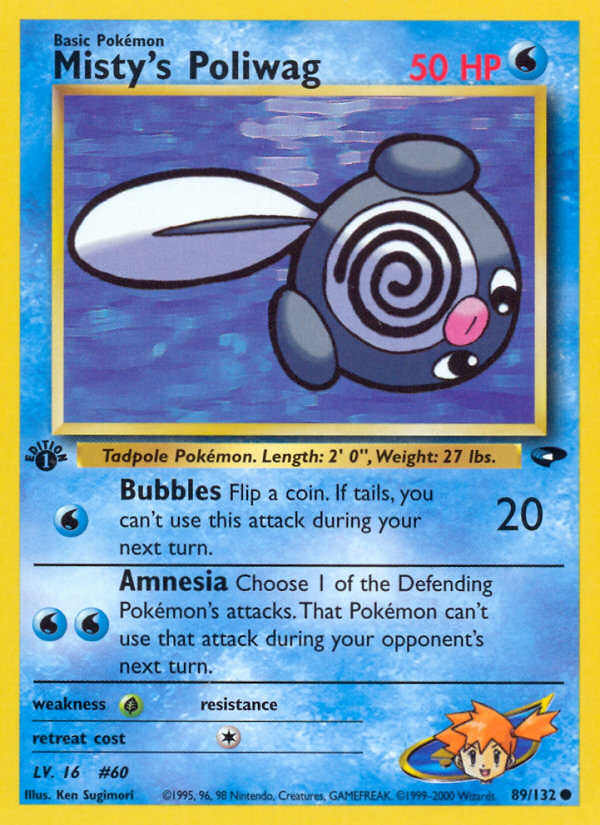 Basic Pokémon
Misty's Poliwag
50 HP
EDITION
1
Tadpole Pokémon. Length: 2' 0", Weight: 27 lbs.
Bubbles Flip a coin. If tails, you
can't use this attack during your
next turn.
20
Amnesia Choose 1 of the Defending
Pokémon's attacks. That Pokémon can't
use that attack during your opponent's
next turn.
weakness
resistance
retreat cost
LV. 16 #60
Illus. Ken Sugimori
©1995, 96, 98 Nintendo, Creatures, GAMEFREAK. ©1999-2000 Wizards.
89/132